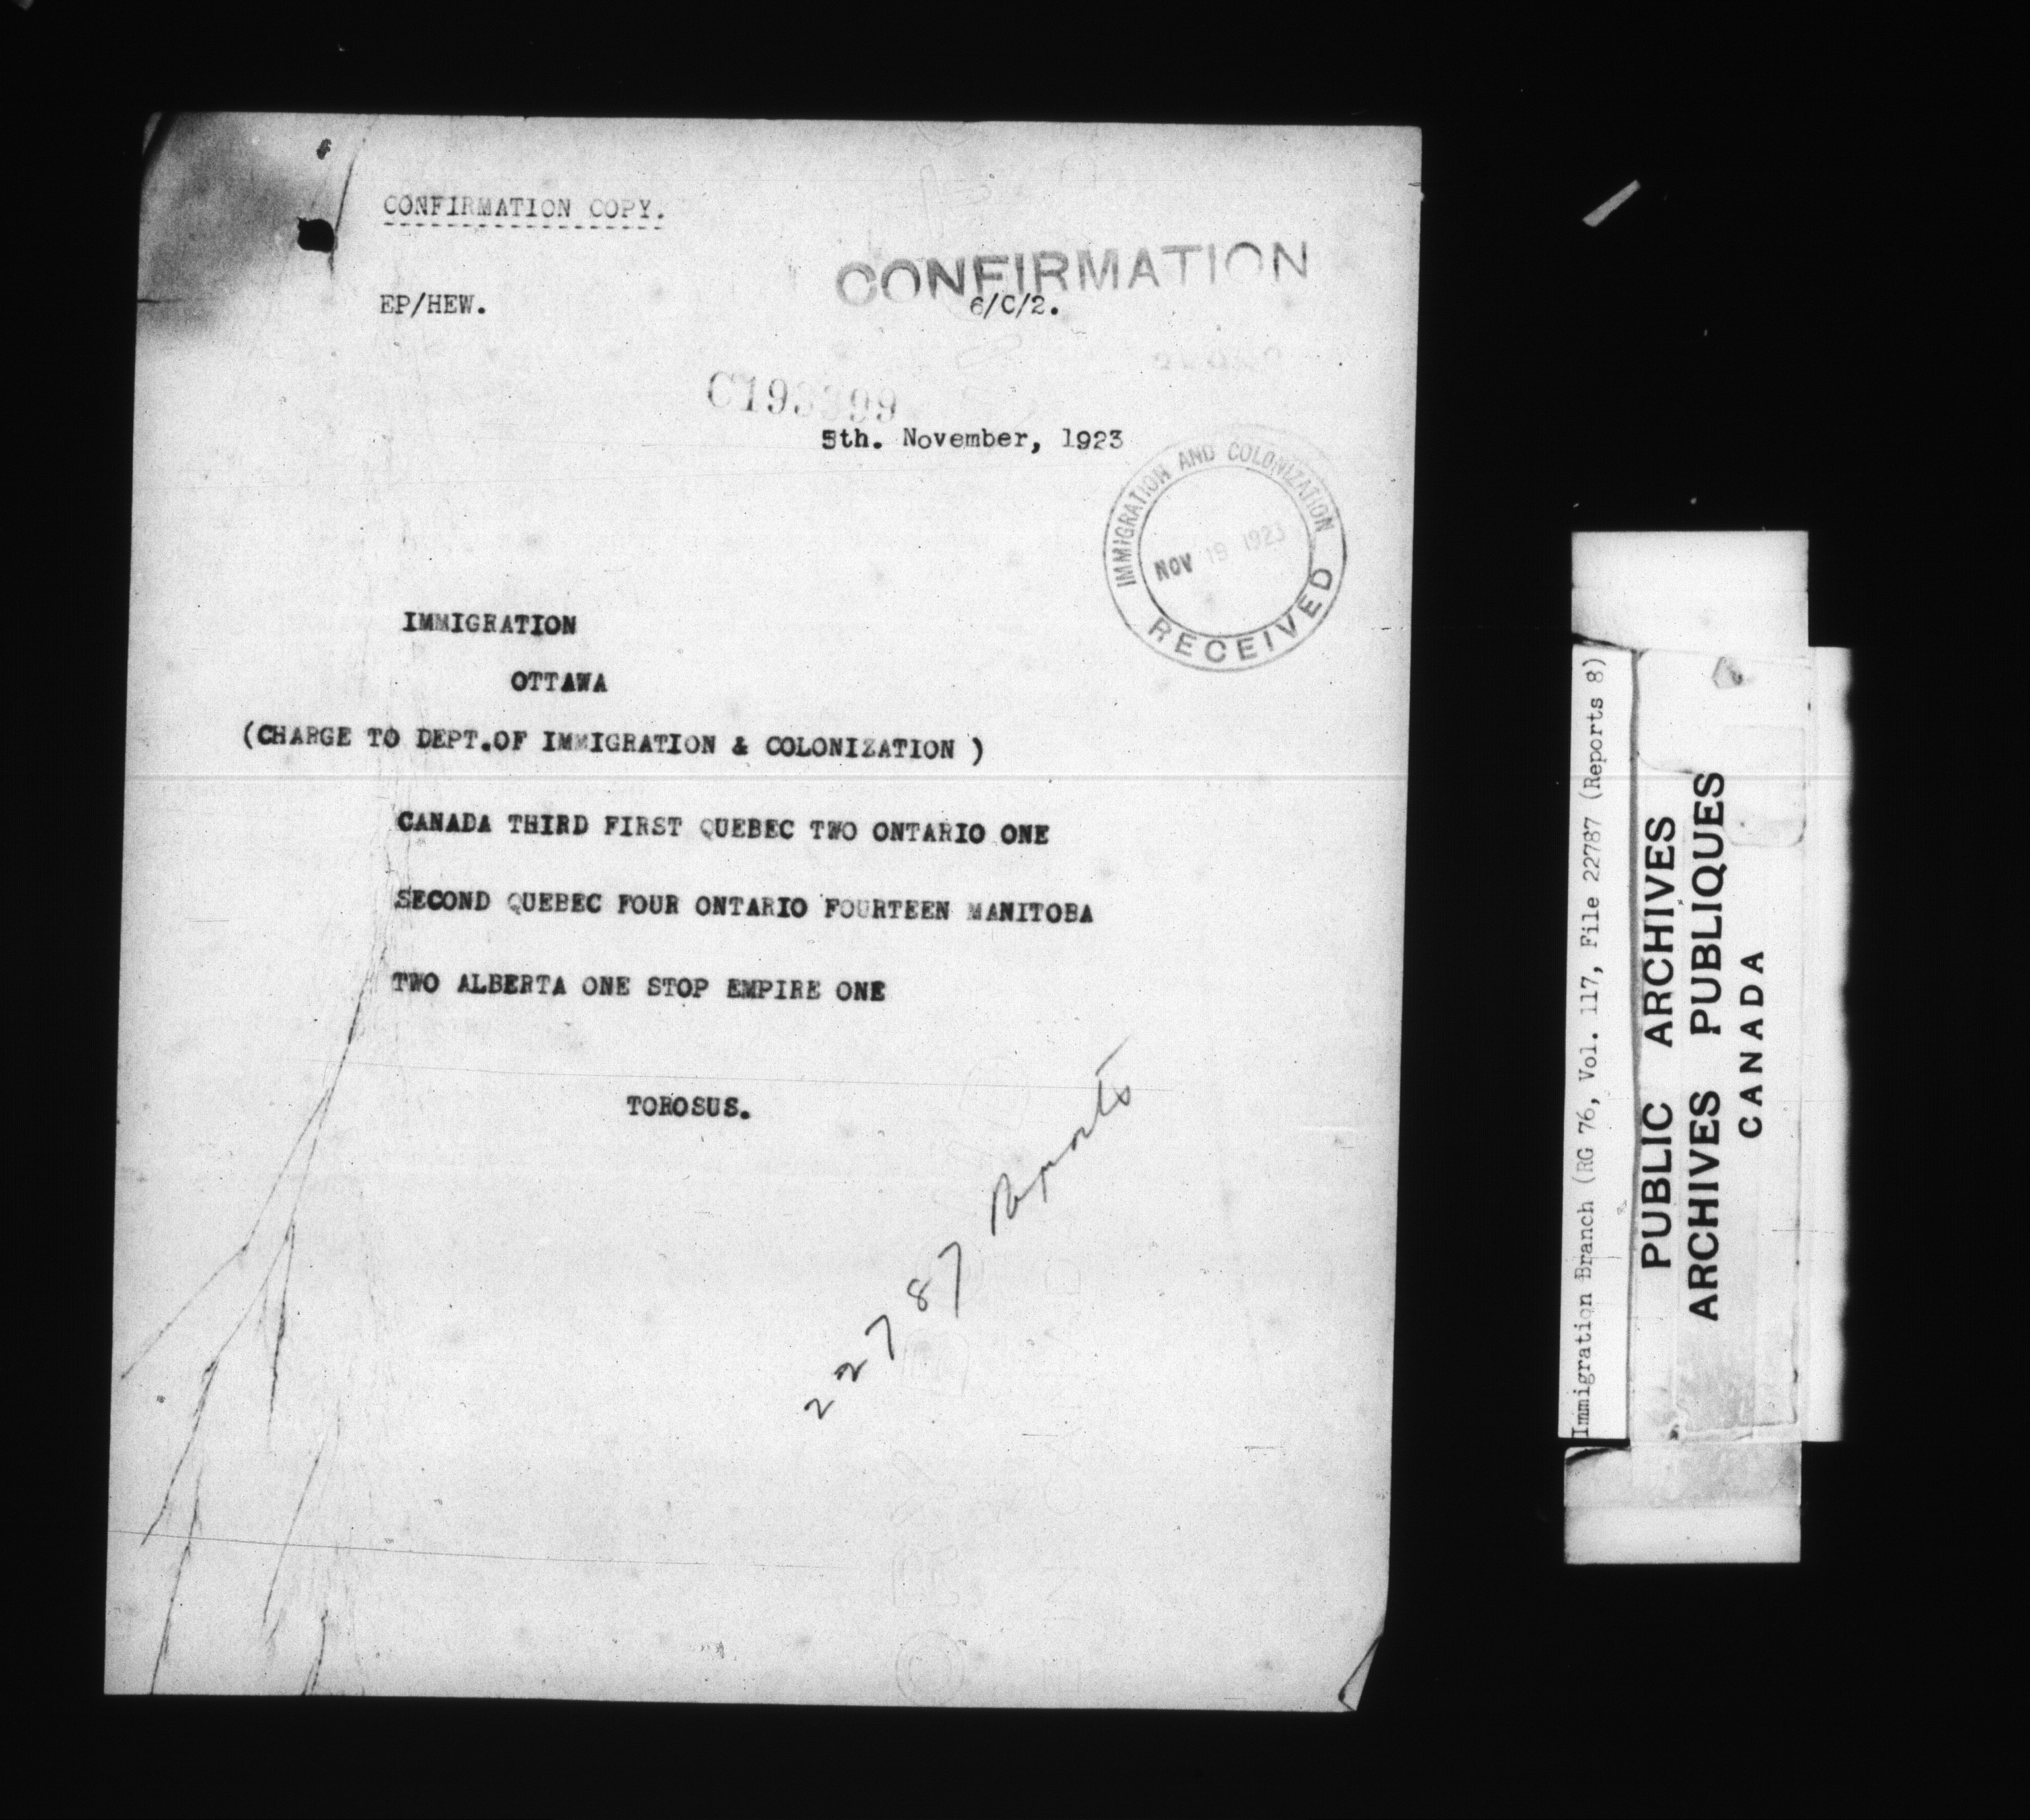 CONFIRMATION COPY.
CONFIRMATION
EP/HEW.
6/C/2.
5th. November, 1923
IMMIGRATION AND COLONIZATION
NOV 19 1923
RECEIVED
IMMIGRATION
OTTAWA
(CHARGE TO DEPT.OF IMMIGRATION & COLONIZATION )
CANADA THIRD FIRST QUEBEC TWO ONTARIO ONE
SECOND QUEBEC FOUR ONTARIO FOURTEEN MANITOBA
TWO ALBERTA ONE STOP EMPIRE ONE
TOROSUS.
22787 Reports
Immigration Branch (RG 76, Vol. 117, File 22787 (Reports 8)
PUBLIC ARCHIVES
ARCHIVES PUBLIQUES
CANADA